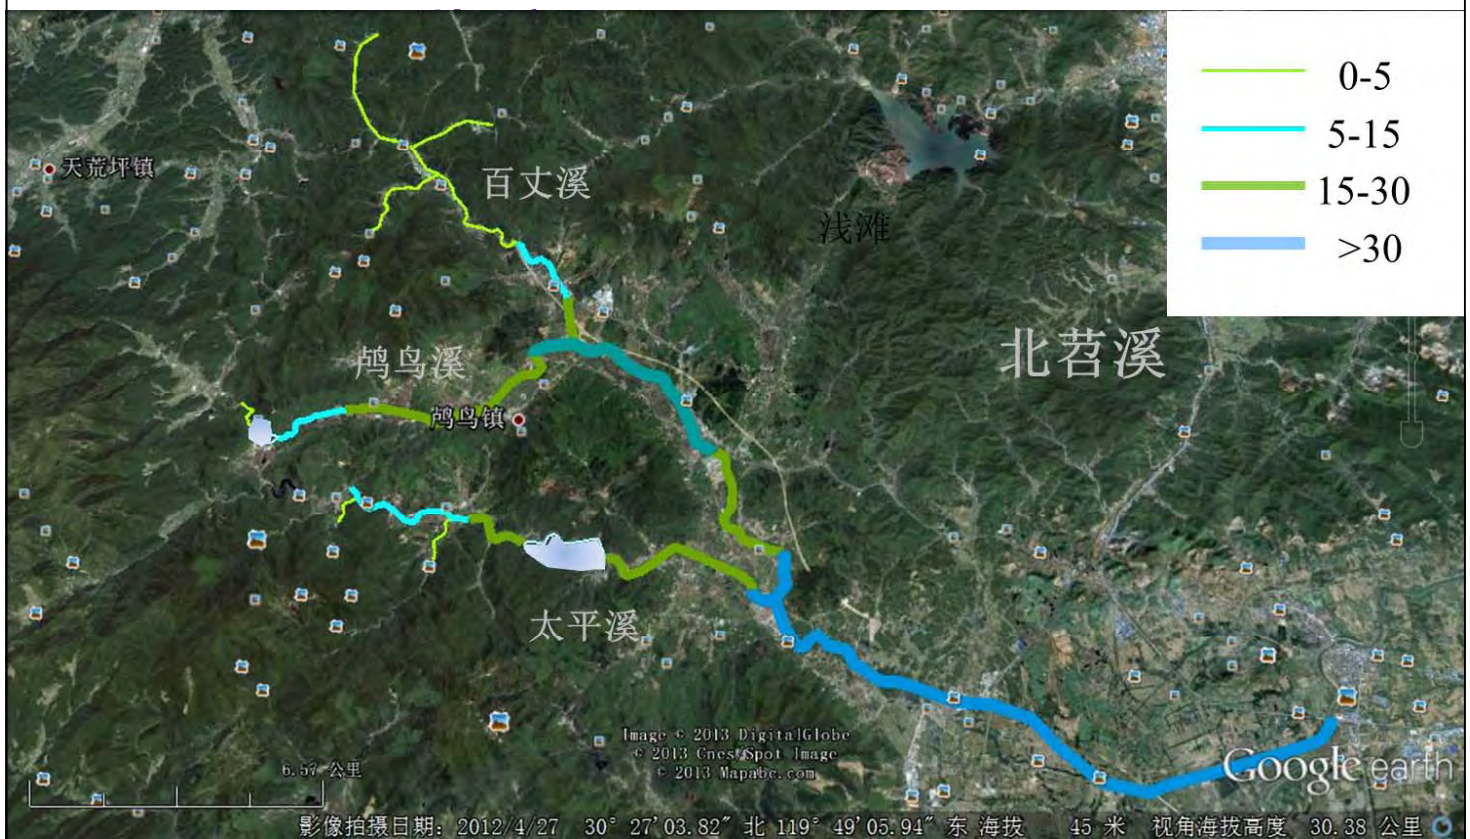 0-5
5-15
15-30
>30
天荒坪镇
百丈溪
浅滩
北苕溪
鸬鸟溪
鸬鸟镇
太平溪
Image © 2013 DigitalGlobe
© 2013 Cnes/Spot Image
© 2013 Mapabc.com
6.57 公里
Google earth
影像拍摄日期: 2012/4/27 30° 27′03.82″ 北 119° 49′05.94″ 东 海拔 45 米 视角海拔高度 30.38 公里